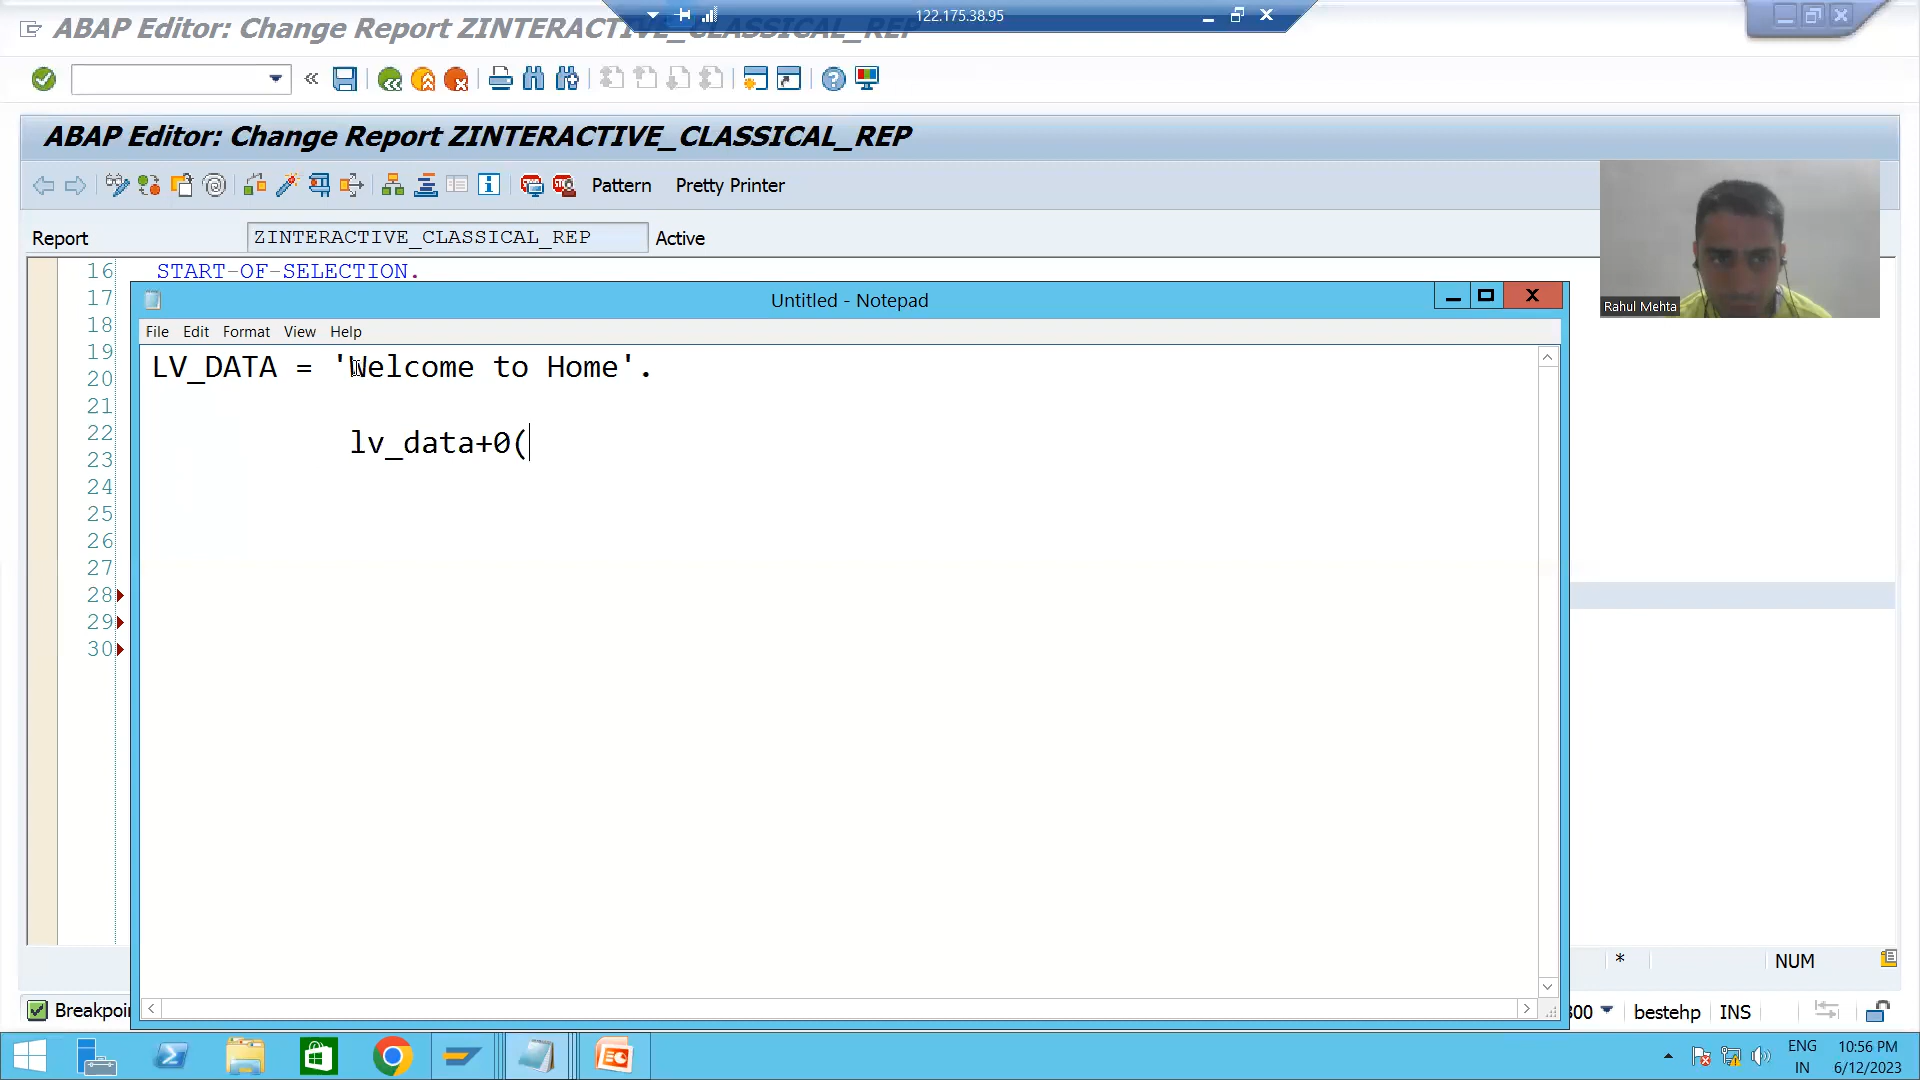 ABAP Editor: Change Report ZINTERACTIVE_CLASSICAL_REP
122.175.38.95
ABAP Editor: Change Report ZINTERACTIVE_CLASSICAL_REP
Pattern Pretty Printer
Report ZINTERACTIVE_CLASSICAL_REP Active
Rahul Mehta
16 START-OF-SELECTION.
17
18
19
20
21
22
23
24
25
26
27
28
29
30
Untitled - Notepad
File Edit Format View Help
LV_DATA = 'Welcome to Home'.
lv_data+0(
* NUM
Breakpoin
300 bestehp INS
ENG
IN
10:56 PM
6/12/2023